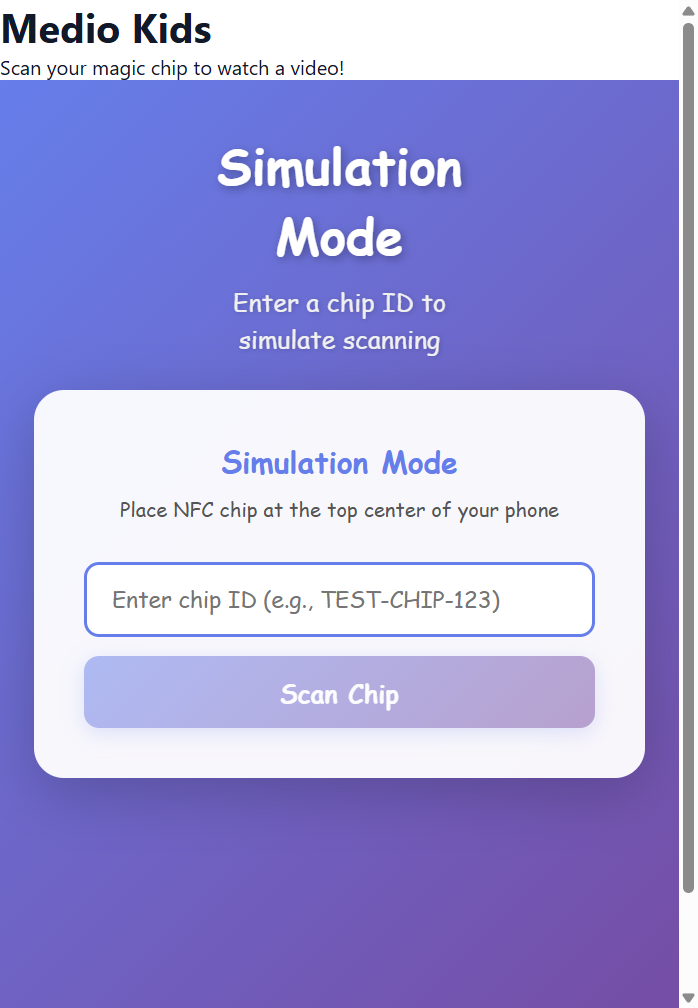 Medio Kids
Scan your magic chip to watch a video!
Simulation
Mode
Enter a chip ID to
simulate scanning
Simulation Mode
Place NFC chip at the top center of your phone
Enter chip ID (e.g., TEST-CHIP-123)
Scan Chip